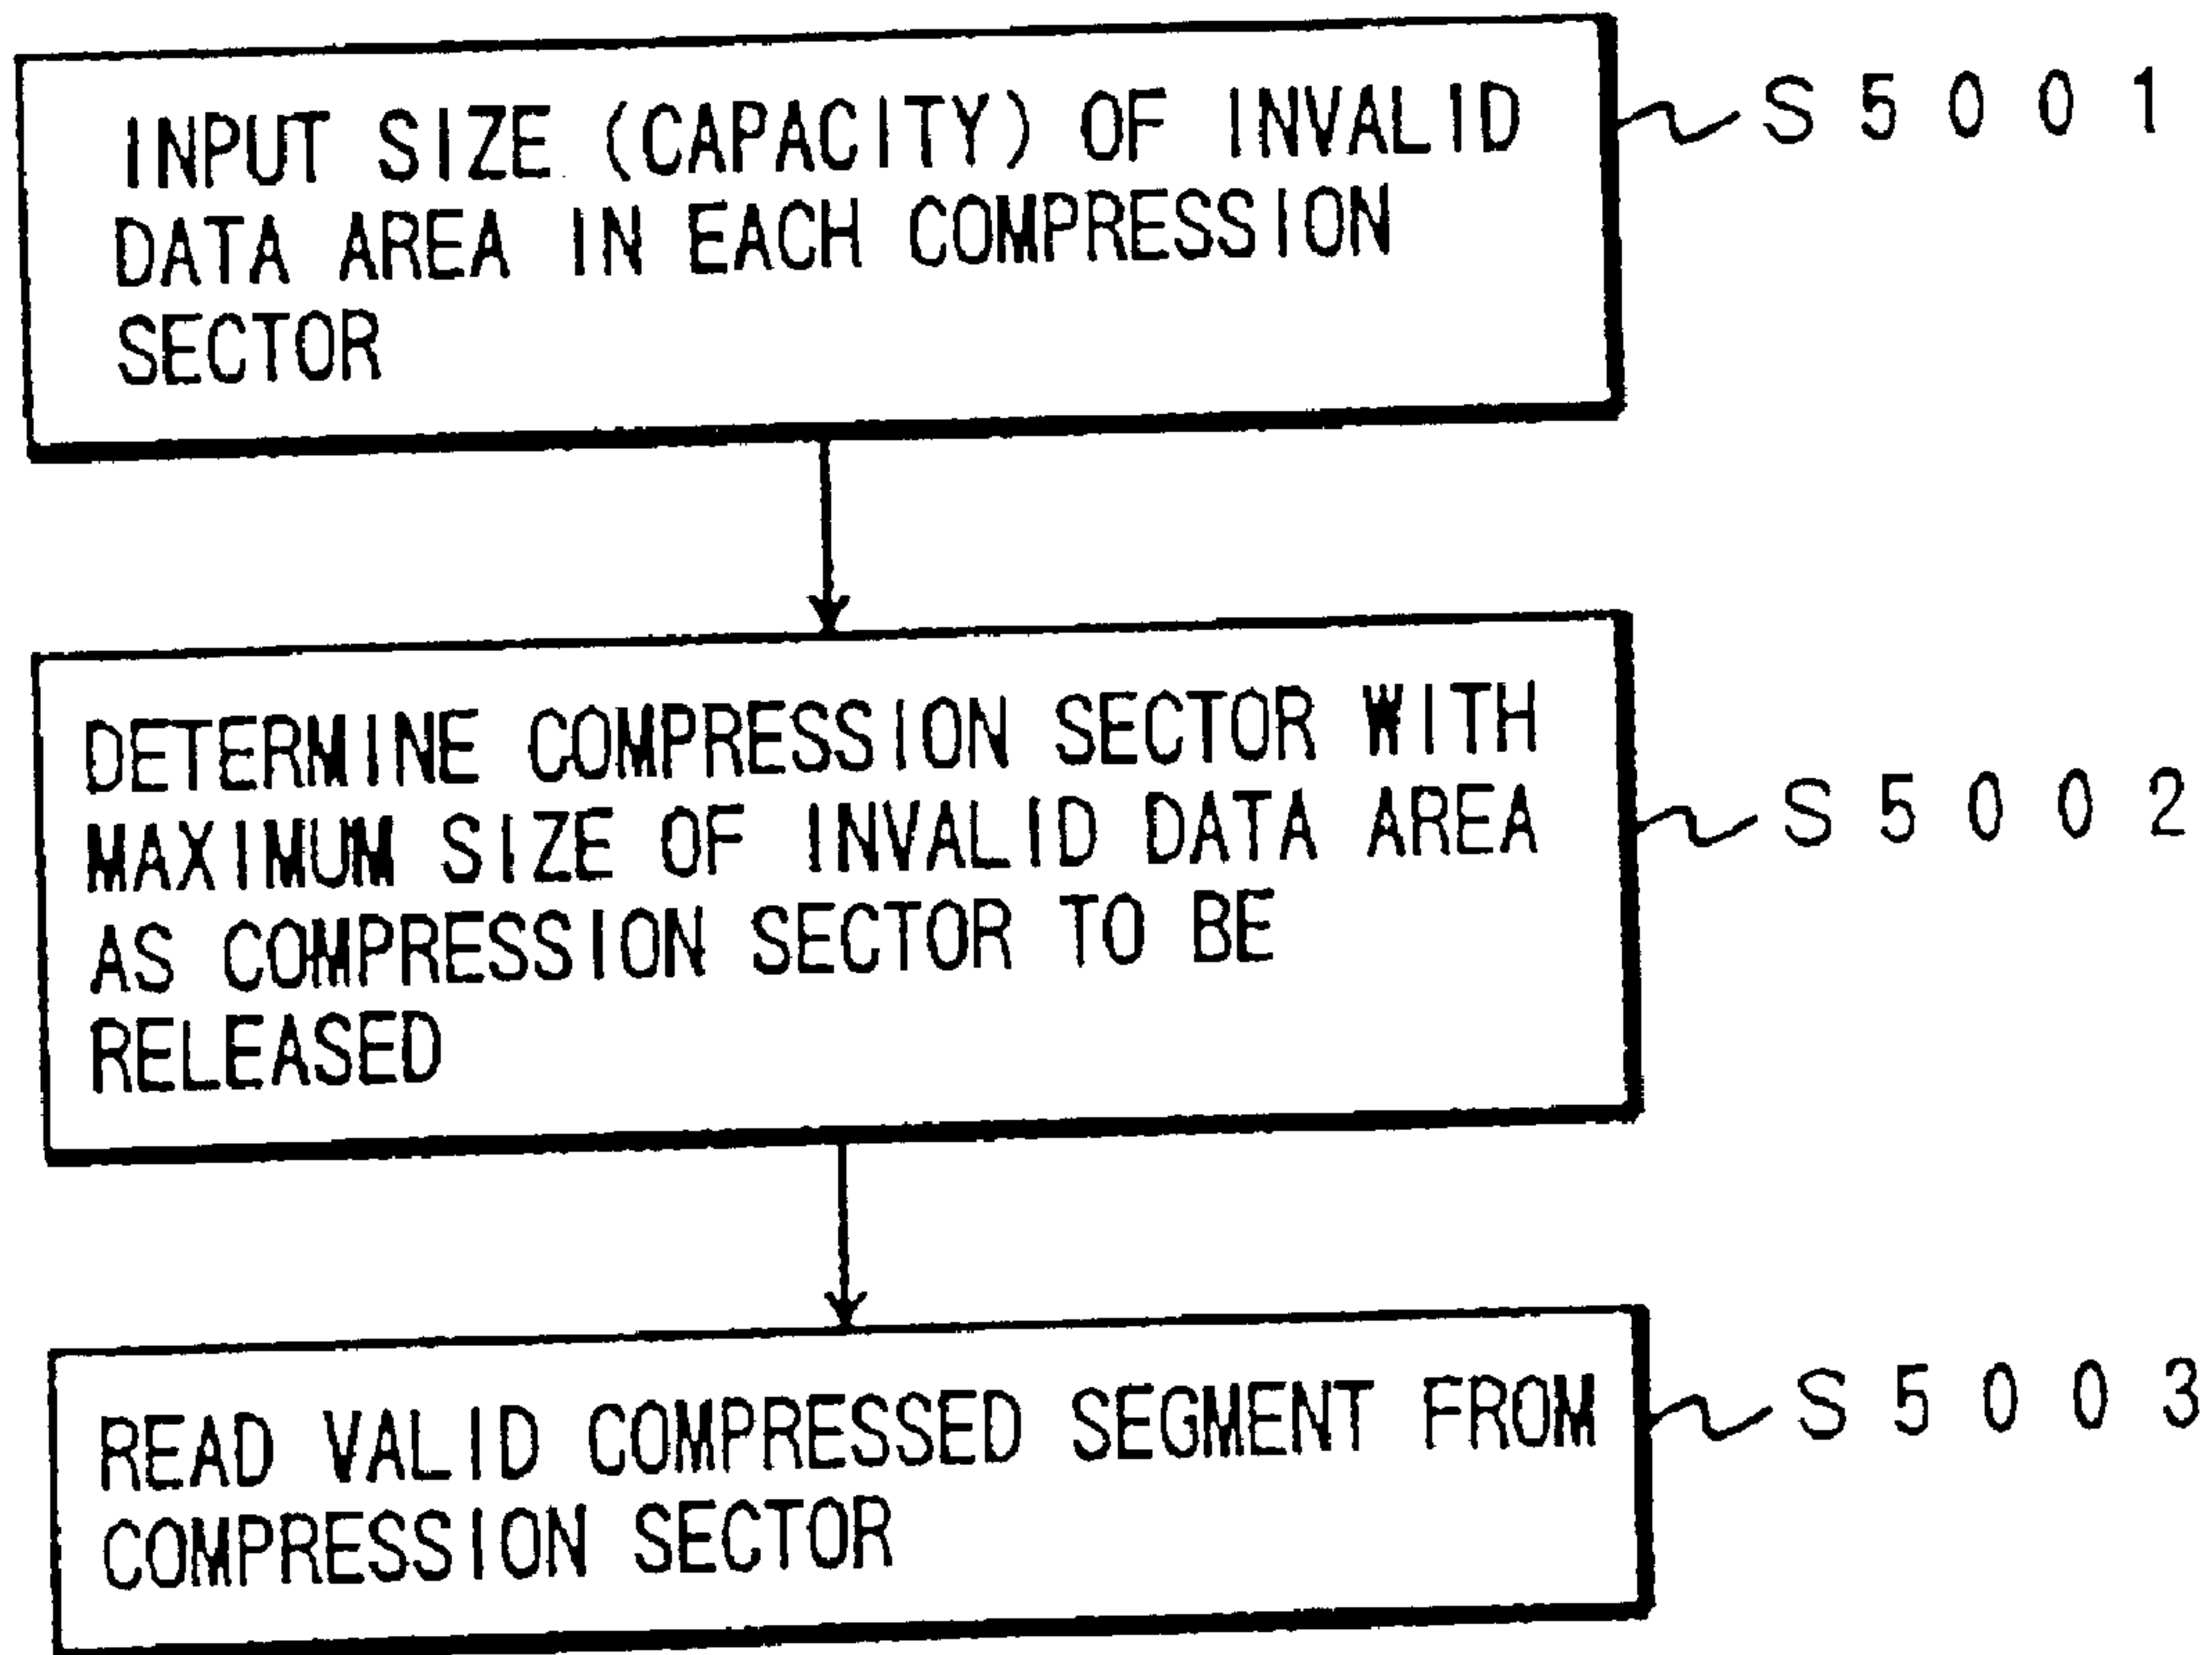 INPUT SIZE (CAPACITY) OF INVALID
DATA AREA IN EACH COMPRESSION
SECTOR
S5001
DETERMINE COMPRESSION SECTOR WITH
MAXIMUM SIZE OF INVALID DATA AREA
AS COMPRESSION SECTOR TO BE
RELEASED
S5002
READ VALID COMPRESSED SEGMENT FROM
COMPRESSION SECTOR
S5003